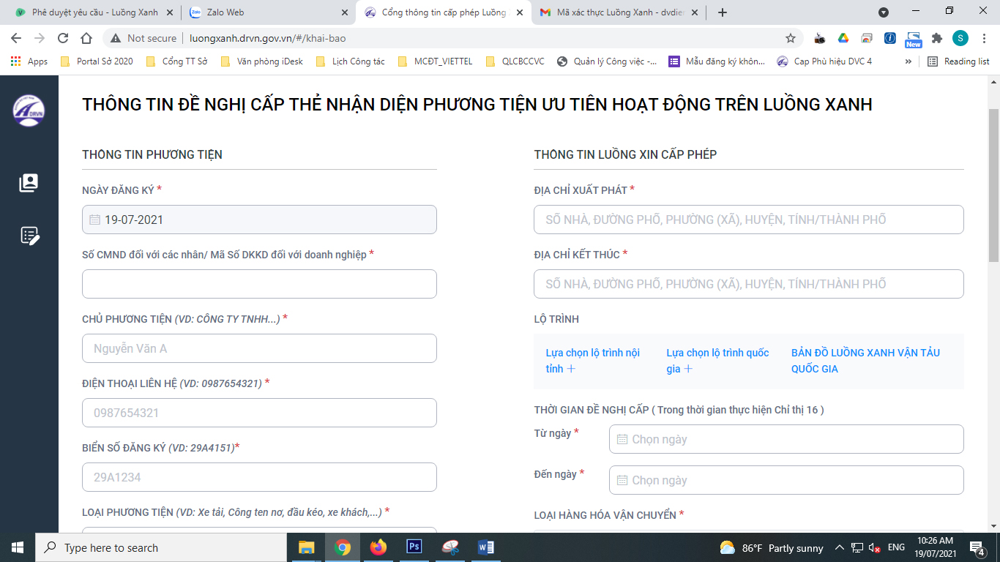 Phê duyệt yêu cầu - Luồng Xanh
Zalo Web
Cổng thông tin cấp phép Luồng
Mã xác thực Luồng Xanh - dvdien
Not secure
luongxanh.drvn.gov.vn/#/khai-bao
New
S
Apps
Portal Sở 2020
Cổng TT Sở
Văn phòng iDesk
Lịch Công tác
MCĐT_VIETTEL
QLCBCCVC
Quản lý Công việc -...
Mẫu đăng ký khôn...
Cap Phù hiệu DVC 4
»
Reading list
DRVN
THÔNG TIN ĐỀ NGHỊ CẤP THẺ NHẬN DIỆN PHƯƠNG TIỆN ƯU TIÊN HOẠT ĐỘNG TRÊN LUỒNG XANH
THÔNG TIN PHƯƠNG TIỆN
NGÀY ĐĂNG KÝ *
19-07-2021
Số CMND đối với các nhân/ Mã Số DKKD đối với doanh nghiệp *
CHỦ PHƯƠNG TIỆN (VD: CÔNG TY TNHH...) *
Nguyễn Văn A
ĐIỆN THOẠI LIÊN HỆ (VD: 0987654321) *
0987654321
BIỂN SỐ ĐĂNG KÝ (VD: 29A4151)*
29A1234
LOẠI PHƯƠNG TIỆN (VD: Xe tải, Công ten nơ, đầu kéo, xe khách,...) *
THÔNG TIN LUỒNG XIN CẤP PHÉP
ĐỊA CHỈ XUẤT PHÁT *
SỐ NHÀ, ĐƯỜNG PHỐ, PHƯỜNG (XÃ), HUYỆN, TỈNH/THÀNH PHỐ
ĐỊA CHỈ KẾT THÚC *
SỐ NHÀ, ĐƯỜNG PHỐ, PHƯỜNG (XÃ), HUYỆN, TỈNH/THÀNH PHỐ
LỘ TRÌNH
Lựa chọn lộ trình nội
tỉnh +
Lựa chọn lộ trình quốc
gia +
BẢN ĐỒ LUỒNG XANH VẬN TẢU
QUỐC GIA
THỜI GIAN ĐỀ NGHỊ CẤP ( Trong thời gian thực hiện Chỉ thị 16 )
Từ ngày *
Chọn ngày
Đến ngày *
Chọn ngày
LOẠI HÀNG HÓA VẬN CHUYỂN *
Type here to search
Ps
86°F Partly sunny
ENG
10:26 AM
19/07/2021
4